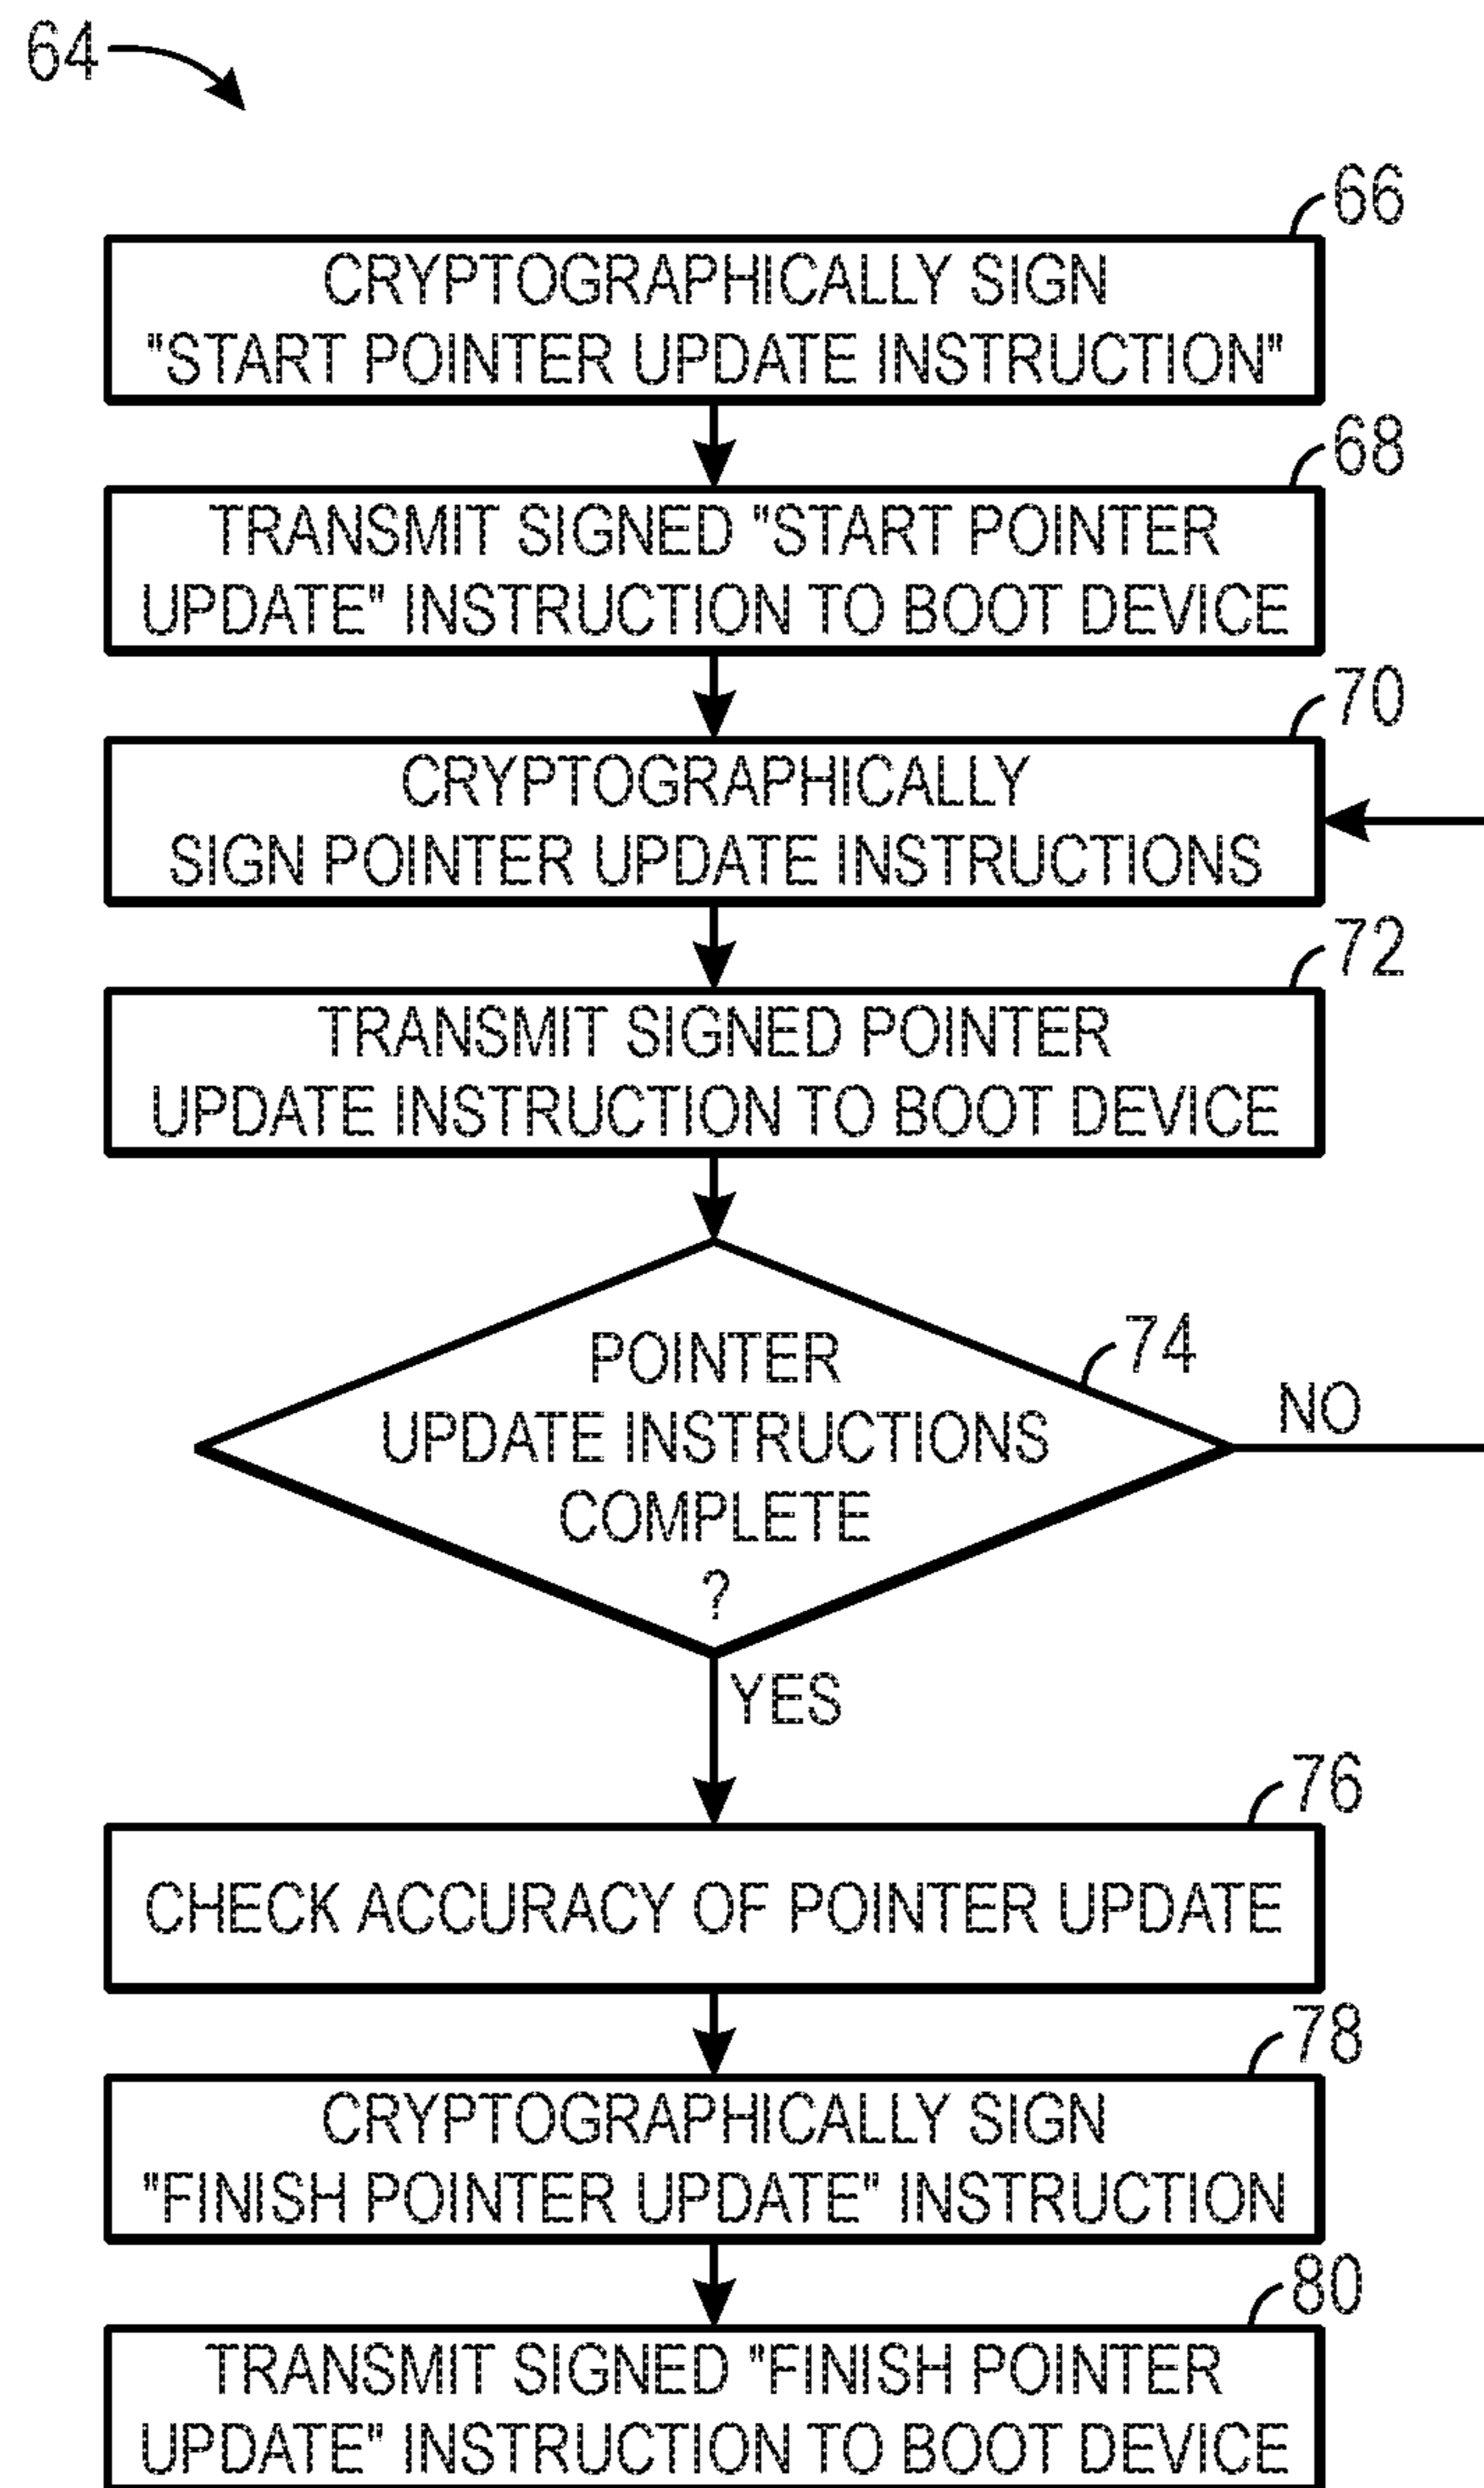 64
66
CRYPTOGRAPHICALLY SIGN
"START POINTER UPDATE INSTRUCTION"
68
TRANSMIT SIGNED "START POINTER
UPDATE" INSTRUCTION TO BOOT DEVICE
70
CRYPTOGRAPHICALLY
SIGN POINTER UPDATE INSTRUCTIONS
72
TRANSMIT SIGNED POINTER
UPDATE INSTRUCTION TO BOOT DEVICE
74
POINTER
UPDATE INSTRUCTIONS
COMPLETE
?
NO
YES
76
CHECK ACCURACY OF POINTER UPDATE
78
CRYPTOGRAPHICALLY SIGN
"FINISH POINTER UPDATE" INSTRUCTION
80
TRANSMIT SIGNED "FINISH POINTER
UPDATE" INSTRUCTION TO BOOT DEVICE